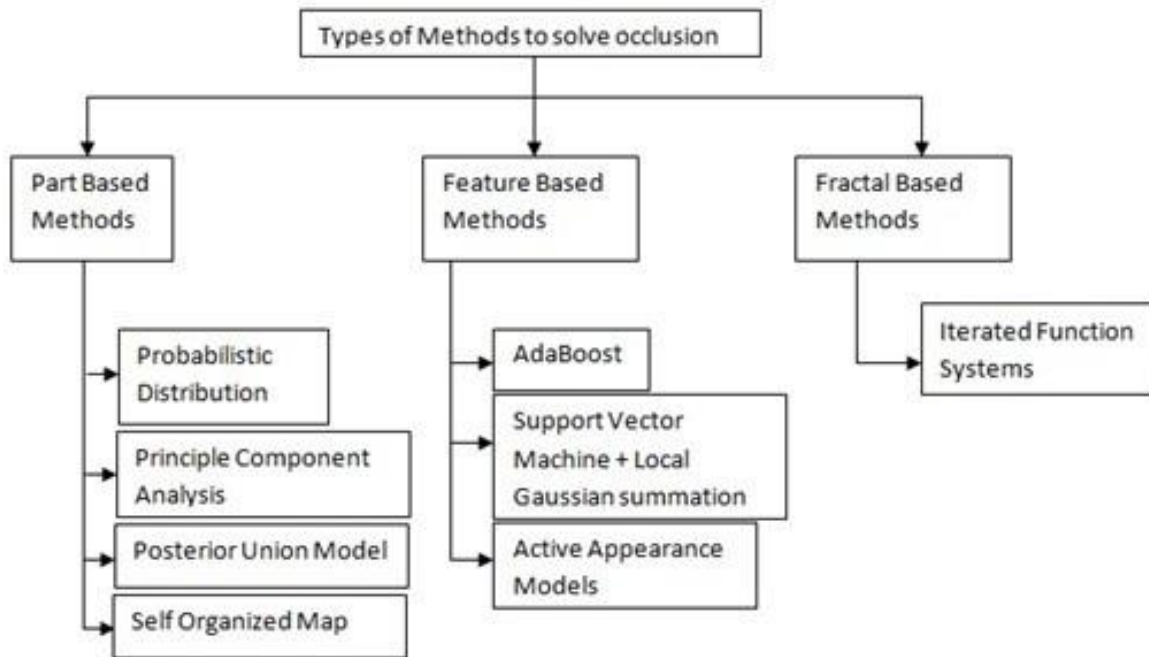 Types of Methods to solve occlusion
Part Based
Methods
Feature Based
Methods
Fractal Based
Methods
Probabilistic
Distribution
Principle Component
Analysis
Posterior Union Model
Self Organized Map
AdaBoost
Support Vector
Machine + Local
Gaussian summation
Active Appearance
Models
Iterated Function
Systems